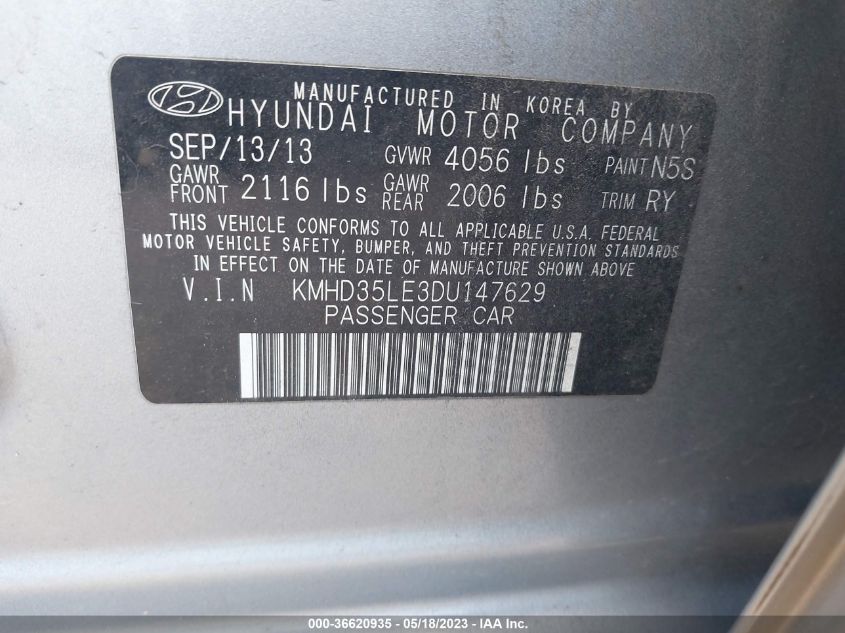 MANUFACTURED IN KOREA BY
HYUNDAI MOTOR COMPANY
SEP/13/13 GVWR 4056 lbs PAINT N5S
GAWR FRONT 2116 lbs GAWR REAR 2006 lbs TRIM RY
THIS VEHICLE CONFORMS TO ALL APPLICABLE U.S.A. FEDERAL
MOTOR VEHICLE SAFETY, BUMPER, AND THEFT PREVENTION STANDARDS
IN EFFECT ON THE DATE OF MANUFACTURE SHOWN ABOVE
V.I.N KMHD35LE3DU147629
PASSENGER CAR
000-36620935 - 05/18/2023 - IAA Inc.